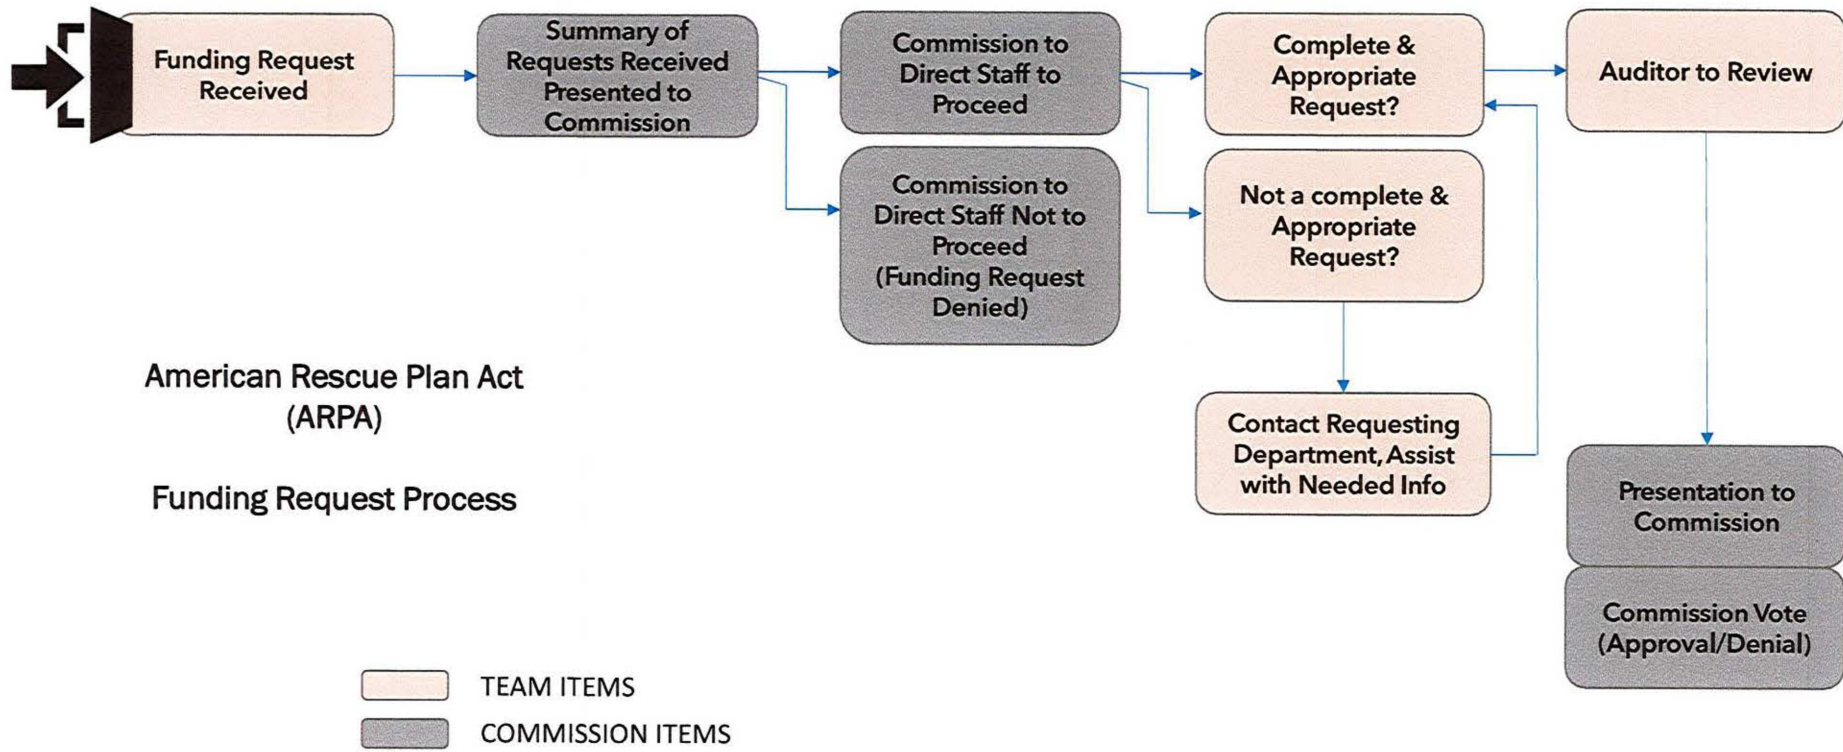 Funding Request
Received
Summary of
Requests Received
Presented to
Commission
Commission to
Direct Staff to
Proceed
Complete &
Appropriate
Request?
Auditor to Review
Commission to
Direct Staff Not to
Proceed
(Funding Request
Denied)
Not a complete &
Appropriate
Request?
Contact Requesting
Department, Assist
with Needed Info
Presentation to
Commission
Commission Vote
(Approval/Denial)
American Rescue Plan Act
(ARPA)
Funding Request Process
TEAM ITEMS
COMMISSION ITEMS